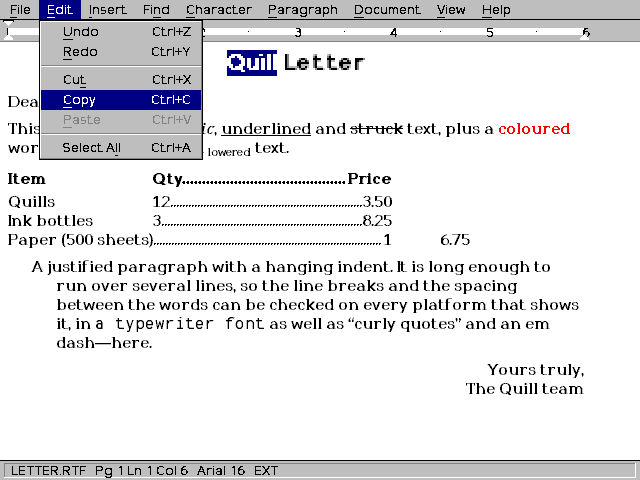 File Edit Insert Find Character Paragraph Document View Help
2 3 4 5 6
Undo Ctrl+Z
Redo Ctrl+Y
Cut Ctrl+X
Copy Ctrl+C
Paste Ctrl+V
Select All Ctrl+A
Quill Letter
Dea
This ic, underlined and struck text, plus a coloured
wor lowered text.
Item Qty Price
Quills 12 3.50
Ink bottles 3 8.25
Paper (500 sheets) 1 6.75
A justified paragraph with a hanging indent. It is long enough to
run over several lines, so the line breaks and the spacing
between the words can be checked on every platform that shows
it, in a typewriter font as well as “curly quotes” and an em
dash—here.
Yours truly,
The Quill team
LETTER.RTF Pg 1 Ln 1 Col 6 Arial 16 EXT